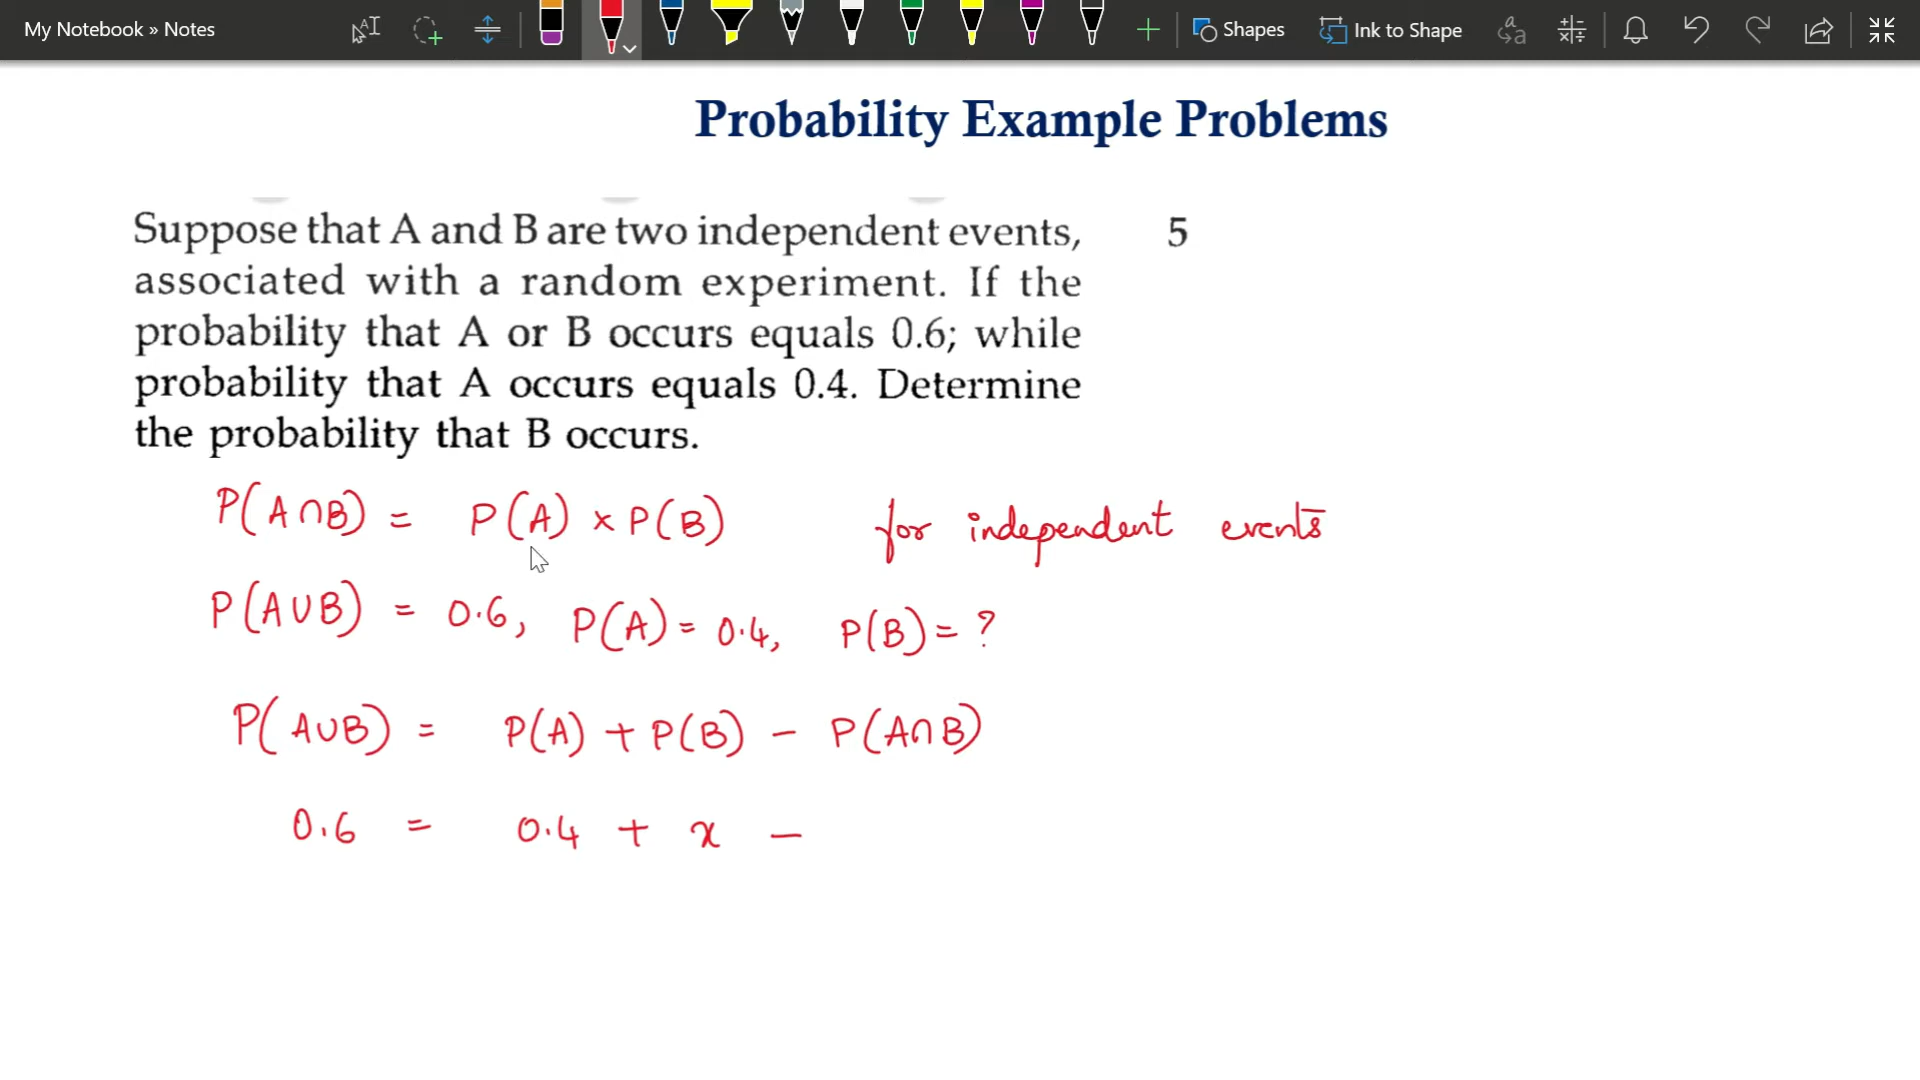 My Notebook » Notes
Shapes
Ink to Shape
Probability Example Problems
Suppose that A and B are two independent events, 5
associated with a random experiment. If the
probability that A or B occurs equals 0.6; while
probability that A occurs equals 0.4. Determine
the probability that B occurs.
P(A∩B) = P(A) × P(B) for independent events
P(A∪B) = 0.6, P(A) = 0.4, P(B) = ?
P(A∪B) = P(A) + P(B) − P(A∩B)
0.6 = 0.4 + x −